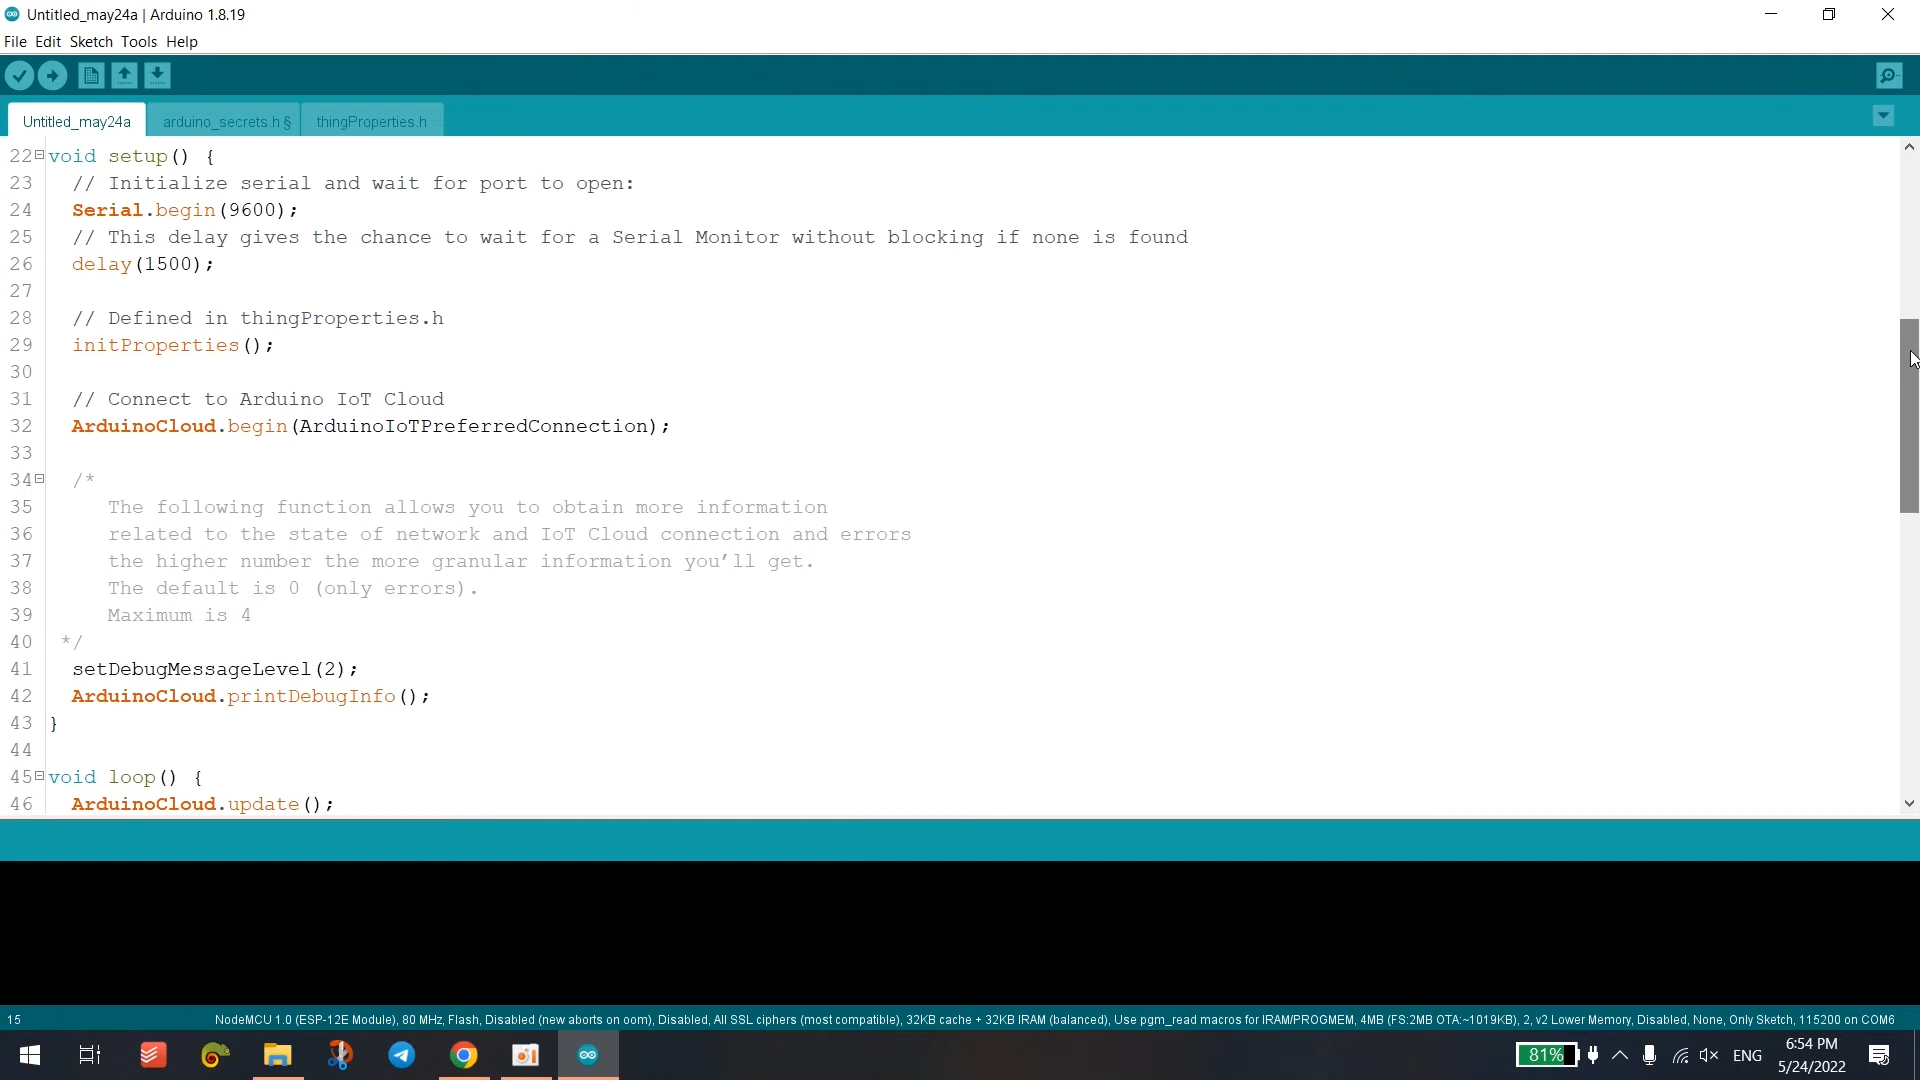 Untitled_may24a | Arduino 1.8.19
File Edit Sketch Tools Help
Untitled_may24a arduino_secrets.h § thingProperties.h
22 void setup() {
23 // Initialize serial and wait for port to open:
24 Serial.begin(9600);
25 // This delay gives the chance to wait for a Serial Monitor without blocking if none is found
26 delay(1500);
27
28 // Defined in thingProperties.h
29 initProperties();
30
31 // Connect to Arduino IoT Cloud
32 ArduinoCloud.begin(ArduinoIoTPreferredConnection);
33
34 /*
35 The following function allows you to obtain more information
36 related to the state of network and IoT Cloud connection and errors
37 the higher number the more granular information you'll get.
38 The default is 0 (only errors).
39 Maximum is 4
40 */
41 setDebugMessageLevel(2);
42 ArduinoCloud.printDebugInfo();
43 }
44
45 void loop() {
46 ArduinoCloud.update();
15 NodeMCU 1.0 (ESP-12E Module), 80 MHz, Flash, Disabled (new aborts on oom), Disabled, All SSL ciphers (most compatible), 32KB cache + 32KB IRAM (balanced), Use pgm_read macros for IRAM/PROGMEM, 4MB (FS:2MB OTA:~1019KB), 2, v2 Lower Memory, Disabled, None, Only Sketch, 115200 on COM6
81% ENG 6:54 PM
5/24/2022